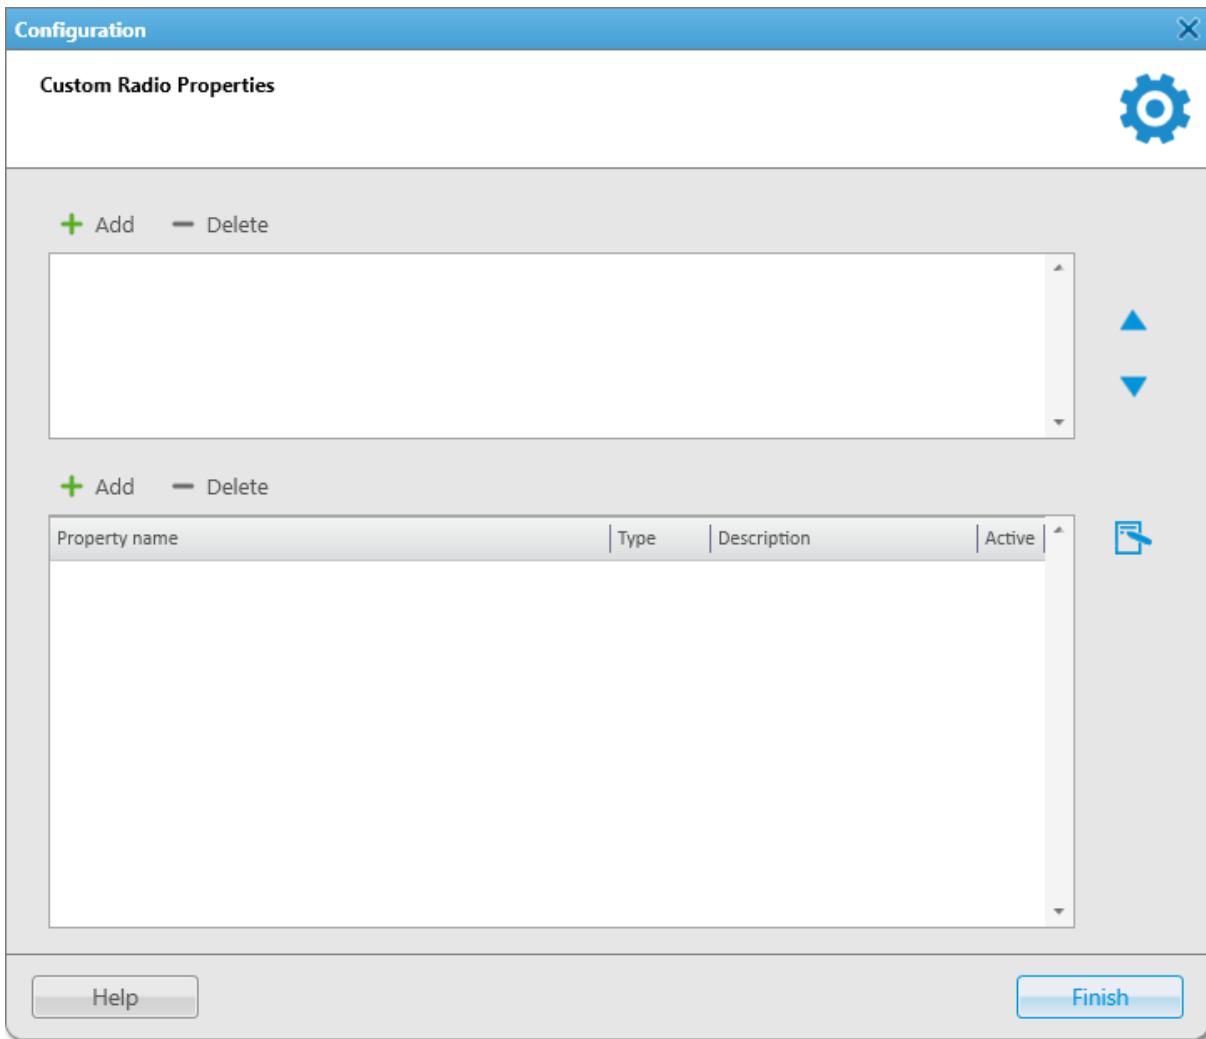 Configuration
Custom Radio Properties
Add Delete
Add Delete
Property name Type Description Active
Help Finish